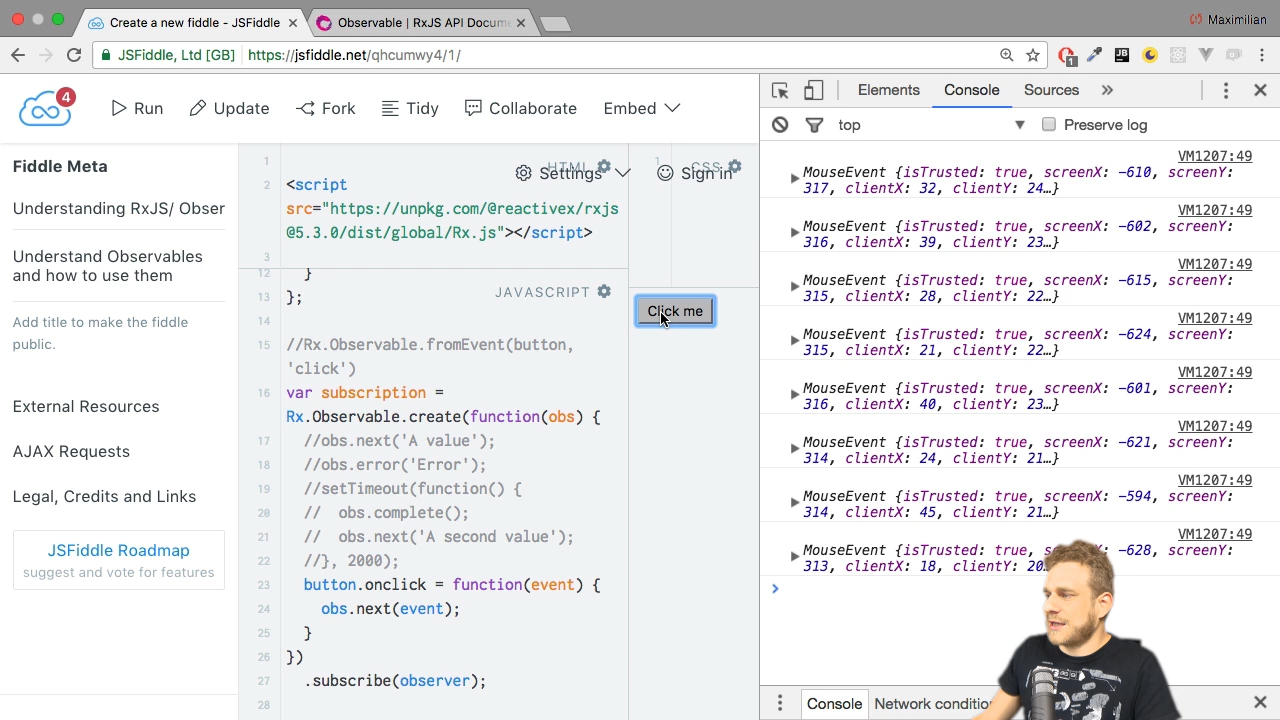 Create a new fiddle - JSFiddle
Observable | RxJS API Docume
Maximilian
JSFiddle, Ltd [GB]
https://jsfiddle.net/qhcumwy4/1/
1
JB
4
Run
Update
Fork
Tidy
Collaborate
Embed
Settings
Sign in
Fiddle Meta
Understanding RxJS/ Obser
Understand Observables
and how to use them
Add title to make the fiddle
public.
External Resources
AJAX Requests
Legal, Credits and Links
JSFiddle Roadmap
suggest and vote for features
HTML
1
2 <script
src="https://unpkg.com/@reactivex/rxjs
@5.3.0/dist/global/Rx.js"></script>
3
1
CSS
JAVASCRIPT
12 }
13 };
14
15 //Rx.Observable.fromEvent(button,
'click')
16 var subscription =
Rx.Observable.create(function(obs) {
17 //obs.next('A value');
18 //obs.error('Error');
19 //setTimeout(function() {
20 //  obs.complete();
21 //  obs.next('A second value');
22 //}, 2000);
23 button.onclick = function(event) {
24 obs.next(event);
25 }
26 })
27 .subscribe(observer);
28
Click me
Elements
Console
Sources
»
top
Preserve log
VM1207:49
MouseEvent {isTrusted: true, screenX: -610, screenY:
317, clientX: 32, clientY: 24…}
VM1207:49
MouseEvent {isTrusted: true, screenX: -602, screenY:
316, clientX: 39, clientY: 23…}
VM1207:49
MouseEvent {isTrusted: true, screenX: -615, screenY:
315, clientX: 28, clientY: 22…}
VM1207:49
MouseEvent {isTrusted: true, screenX: -624, screenY:
315, clientX: 21, clientY: 22…}
VM1207:49
MouseEvent {isTrusted: true, screenX: -601, screenY:
316, clientX: 40, clientY: 23…}
VM1207:49
MouseEvent {isTrusted: true, screenX: -621, screenY:
314, clientX: 24, clientY: 21…}
VM1207:49
MouseEvent {isTrusted: true, screenX: -594, screenY:
314, clientX: 45, clientY: 21…}
VM1207:49
MouseEvent {isTrusted: true, screenX: -628, screenY:
313, clientX: 18, clientY: 20
Console
Network conditio